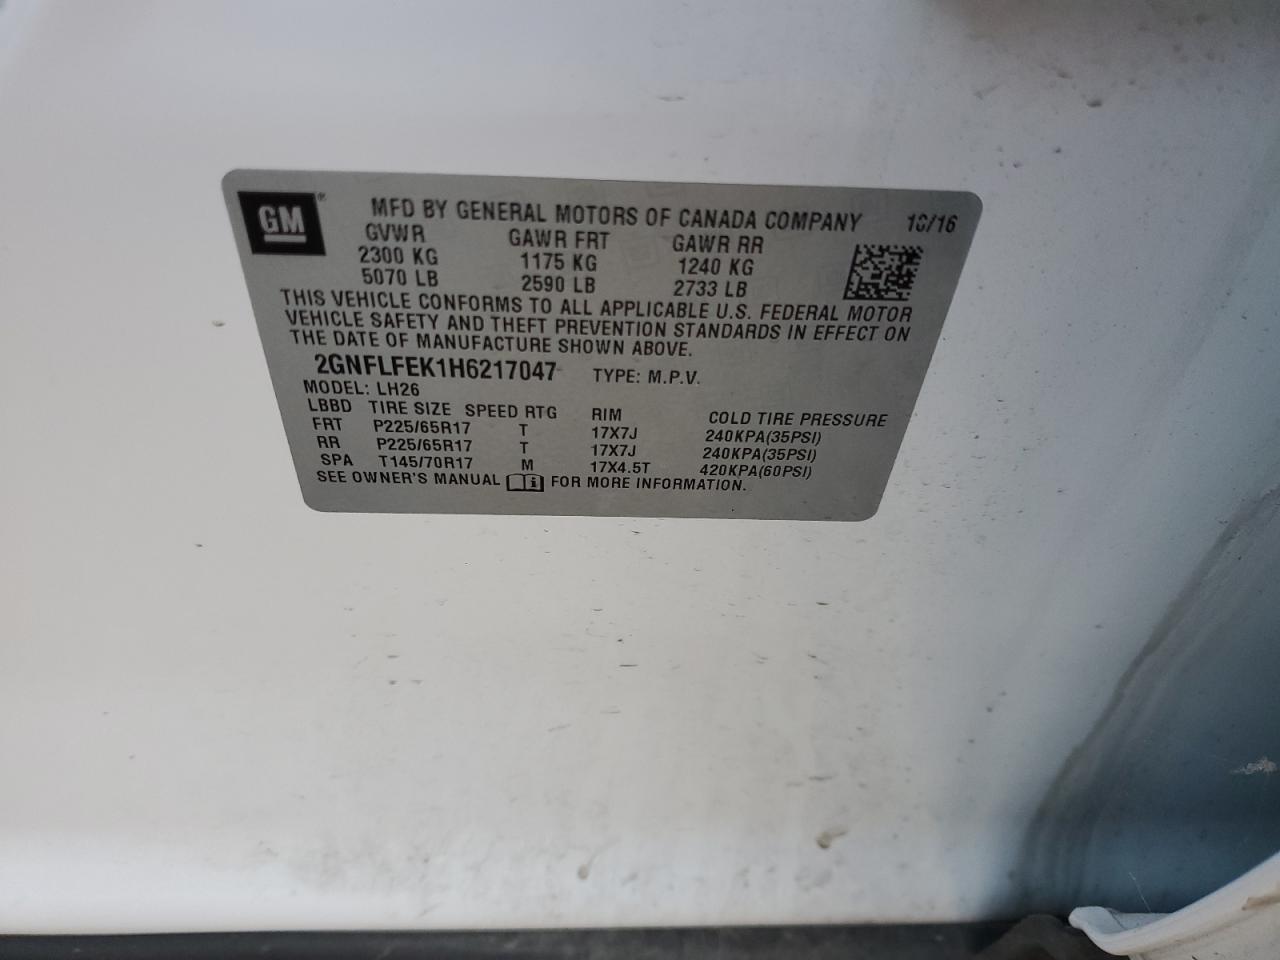 GM®
MFD BY GENERAL MOTORS OF CANADA COMPANY 10/16
GVWR GAWR FRT GAWR RR
2300 KG 1175 KG 1240 KG
5070 LB 2590 LB 2733 LB
THIS VEHICLE CONFORMS TO ALL APPLICABLE U.S. FEDERAL MOTOR
VEHICLE SAFETY AND THEFT PREVENTION STANDARDS IN EFFECT ON
THE DATE OF MANUFACTURE SHOWN ABOVE.
2GNFLFEK1H6217047 TYPE: M.P.V.
MODEL: LH26
LBBD TIRE SIZE SPEED RTG RIM COLD TIRE PRESSURE
FRT P225/65R17 T 17X7J 240KPA(35PSI)
RR P225/65R17 T 17X7J 240KPA(35PSI)
SPA T145/70R17 M 17X4.5T 420KPA(60PSI)
SEE OWNER'S MANUAL i FOR MORE INFORMATION.